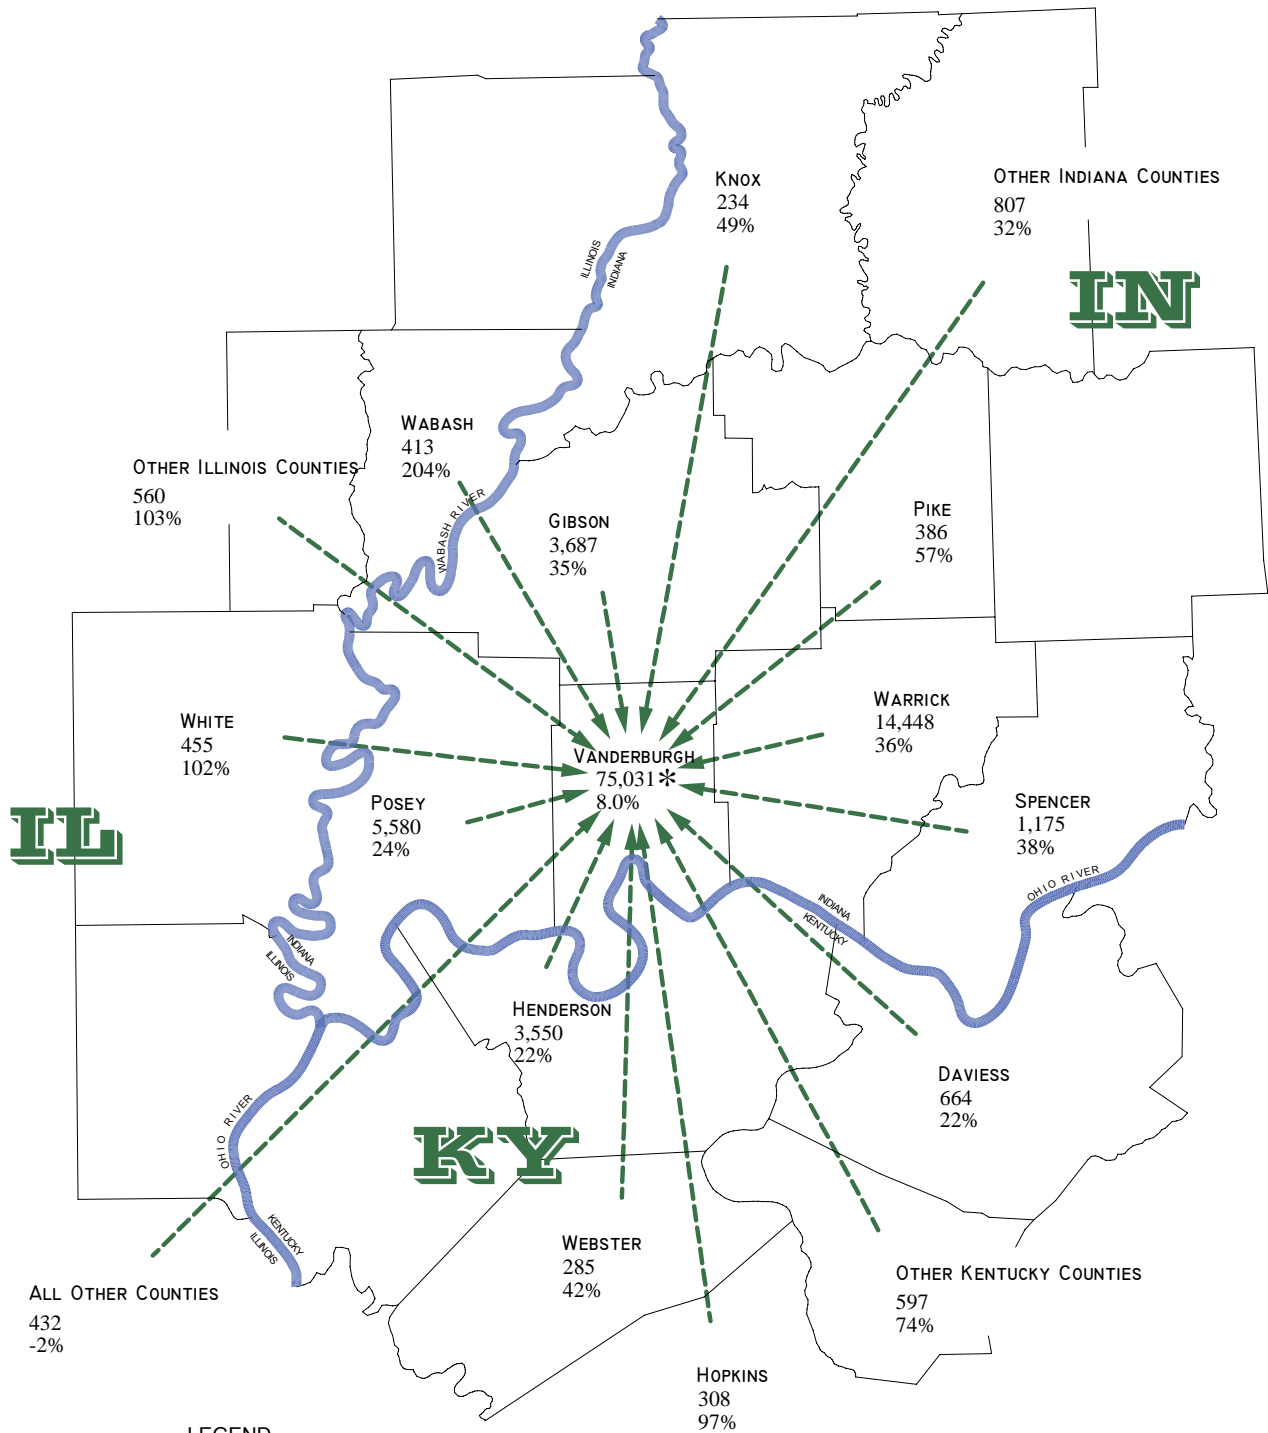 KNOX
234
49%
OTHER INDIANA COUNTIES
807
32%
ILLINOIS
INDIANA
IN
WABASH
413
204%
OTHER ILLINOIS COUNTIES
560
103%
WABASH RIVER
GIBSON
3,687
35%
PIKE
386
57%
WHITE
455
102%
WARRICK
14,448
36%
VANDERBURGH
75,031*
8.0%
POSEY
5,580
24%
SPENCER
1,175
38%
IL
OHIO RIVER
INDIANA
KENTUCKY
INDIANA
ILLINOIS
HENDERSON
3,550
22%
DAVIESS
664
22%
OHIO RIVER
KY
KENTUCKY
ILLINOIS
WEBSTER
285
42%
OTHER KENTUCKY COUNTIES
597
74%
ALL OTHER COUNTIES
432
-2%
HOPKINS
308
97%
LEGEND